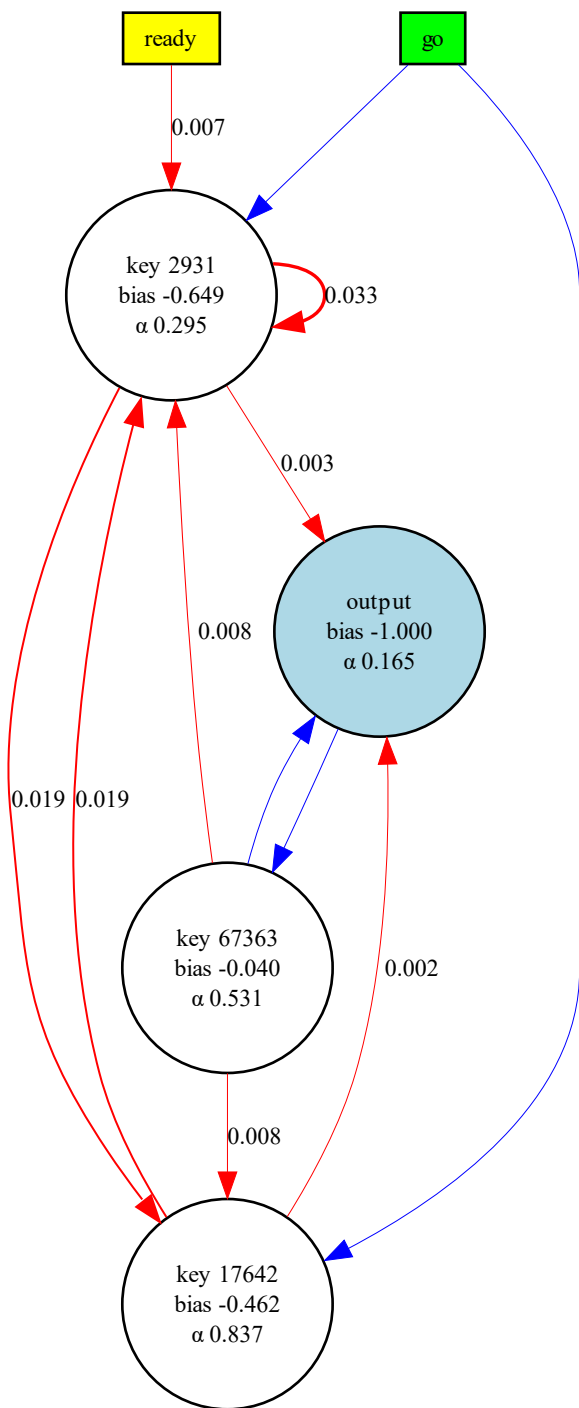 ready
go
0.007
key 2931
bias -0.649
α 0.295
0.033
0.003
output
bias -1.000
α 0.165
0.008
0.019
0.019
key 67363
bias -0.040
α 0.531
0.002
0.008
key 17642
bias -0.462
α 0.837